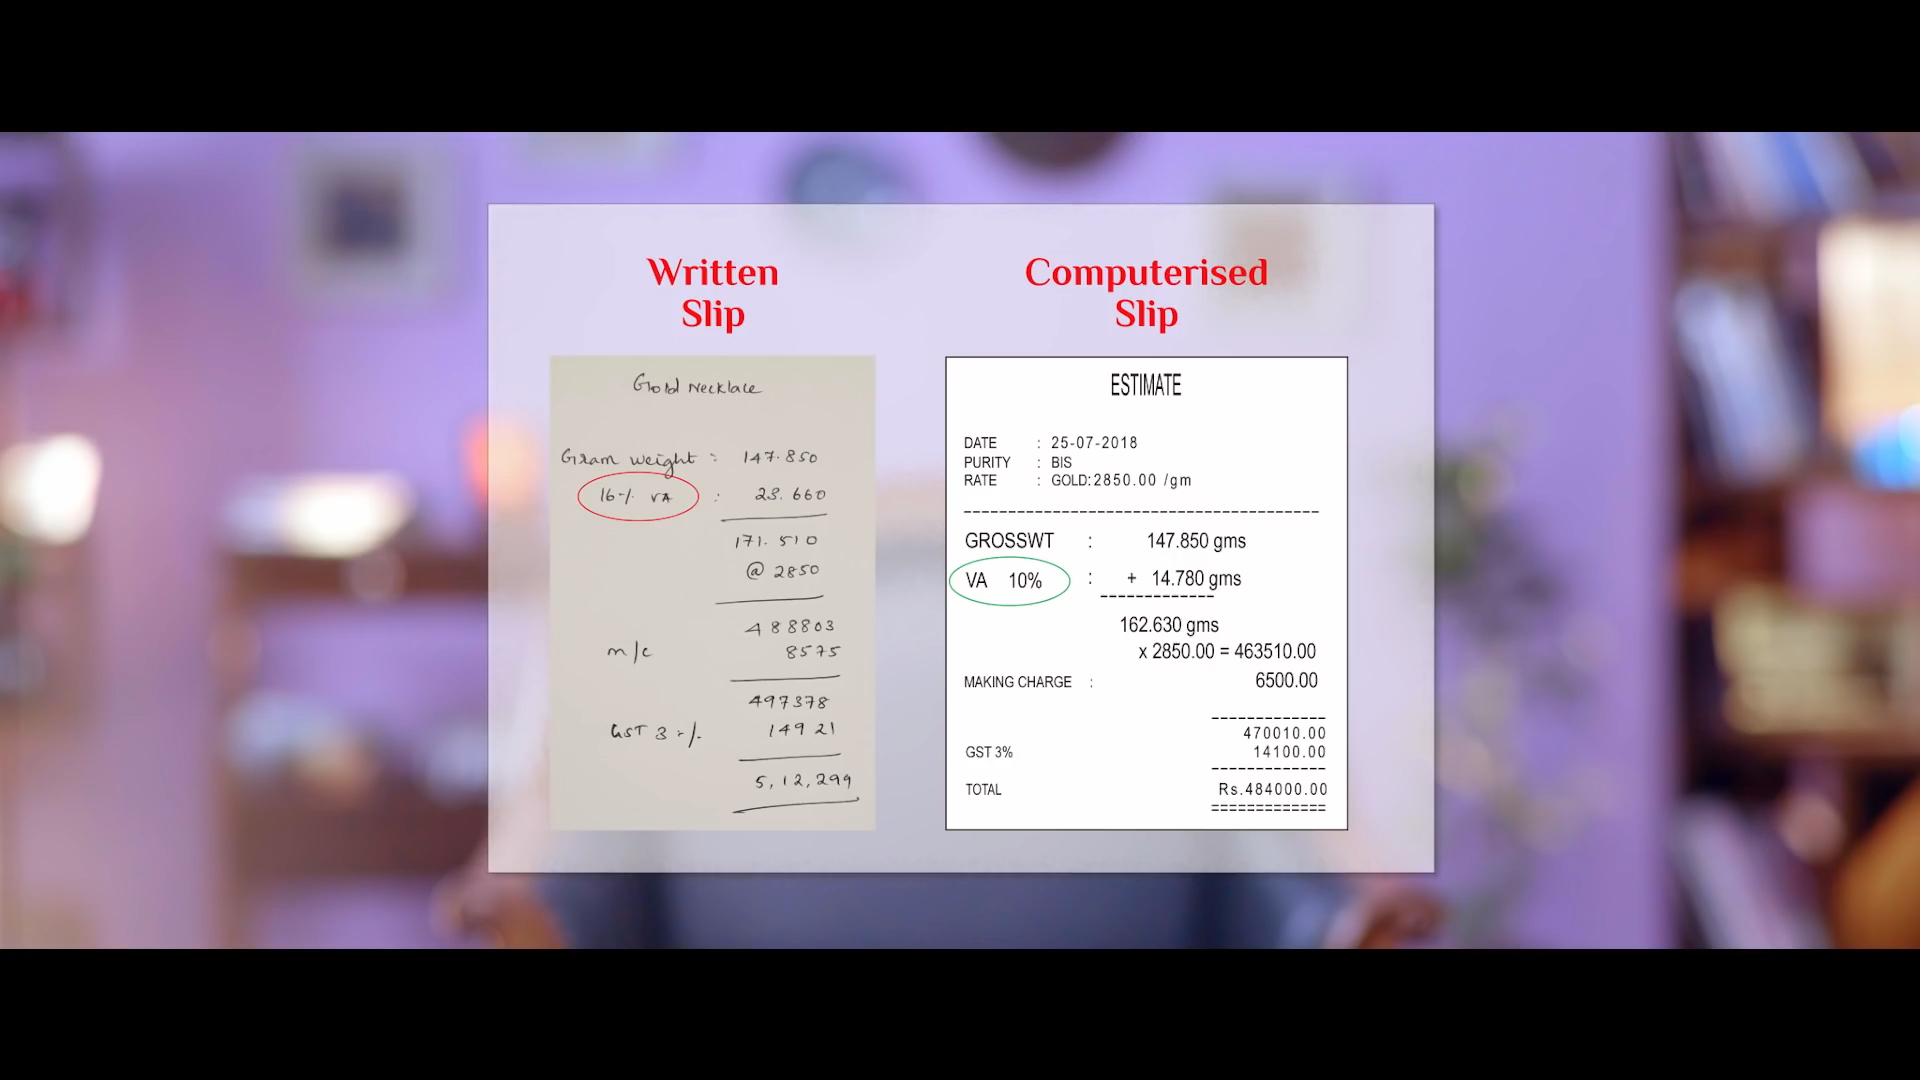 Written
Slip
Gold Necklace
Gram weight : 147.850
16% VA : 23.660
171.510
@ 2850
488803
m/c 8575
497378
GST 3% 14921
5,12,299
Computerised
Slip
ESTIMATE
DATE : 25-07-2018
PURITY : BIS
RATE : GOLD:2850.00 /gm
GROSSWT : 147.850 gms
VA 10% : + 14.780 gms
162.630 gms
x 2850.00 = 463510.00
MAKING CHARGE : 6500.00
470010.00
GST 3% 14100.00
TOTAL Rs.484000.00